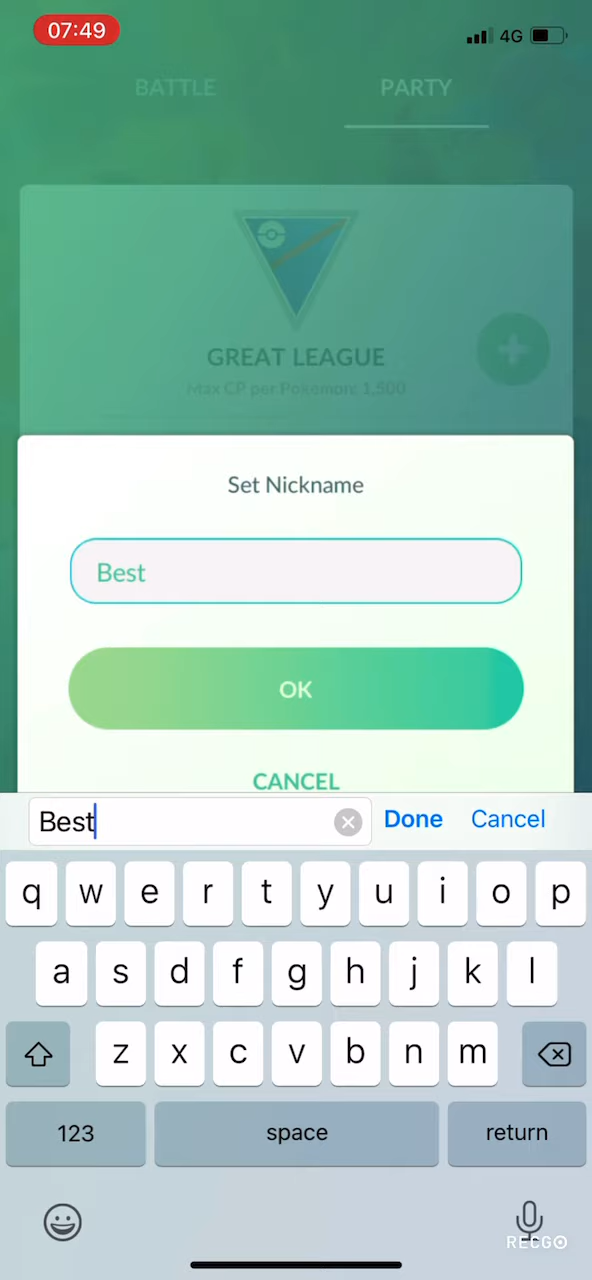 07:49
4G
BATTLE
PARTY
GREAT LEAGUE
Max CP per Pokemon: 1,500
Set Nickname
Best
OK
CANCEL
Best
Done
Cancel
q w e r t y u i o p
a s d f g h j k l
z x c v b n m
123
space
return
RECGO